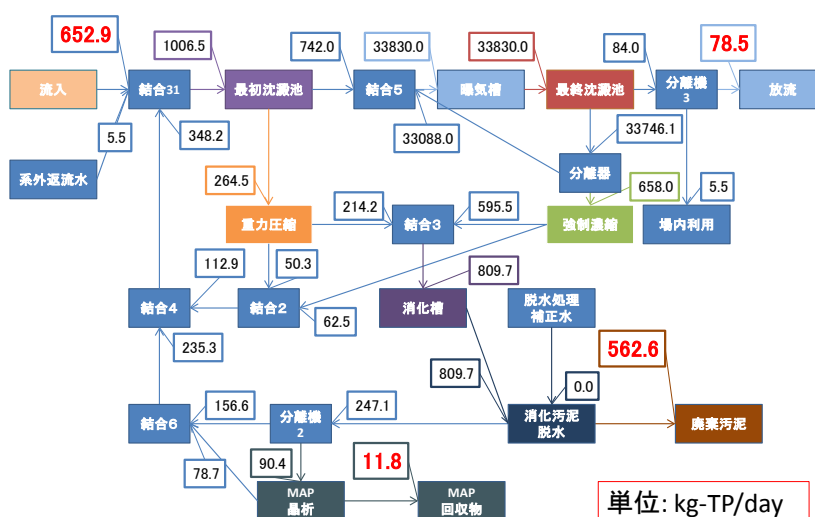 652.9
1006.5
742.0
33830.0
33830.0
84.0
78.5
流入
結合31
最初沈澱池
結合5
曝気槽
最終沈澱池
分離機
3
放流
5.5
348.2
33088.0
33746.1
系外返流水
分離器
264.5
214.2
595.5
658.0
5.5
重力圧縮
結合3
強制濃縮
場内利用
112.9
50.3
809.7
結合4
結合2
消化槽
脱水処理
補正水
62.5
235.3
562.6
809.7
0.0
156.6
247.1
結合6
分離機
2
消化汚泥
脱水
廃棄汚泥
78.7
90.4
11.8
MAP
晶析
MAP
回収物
単位: kg-TP/day